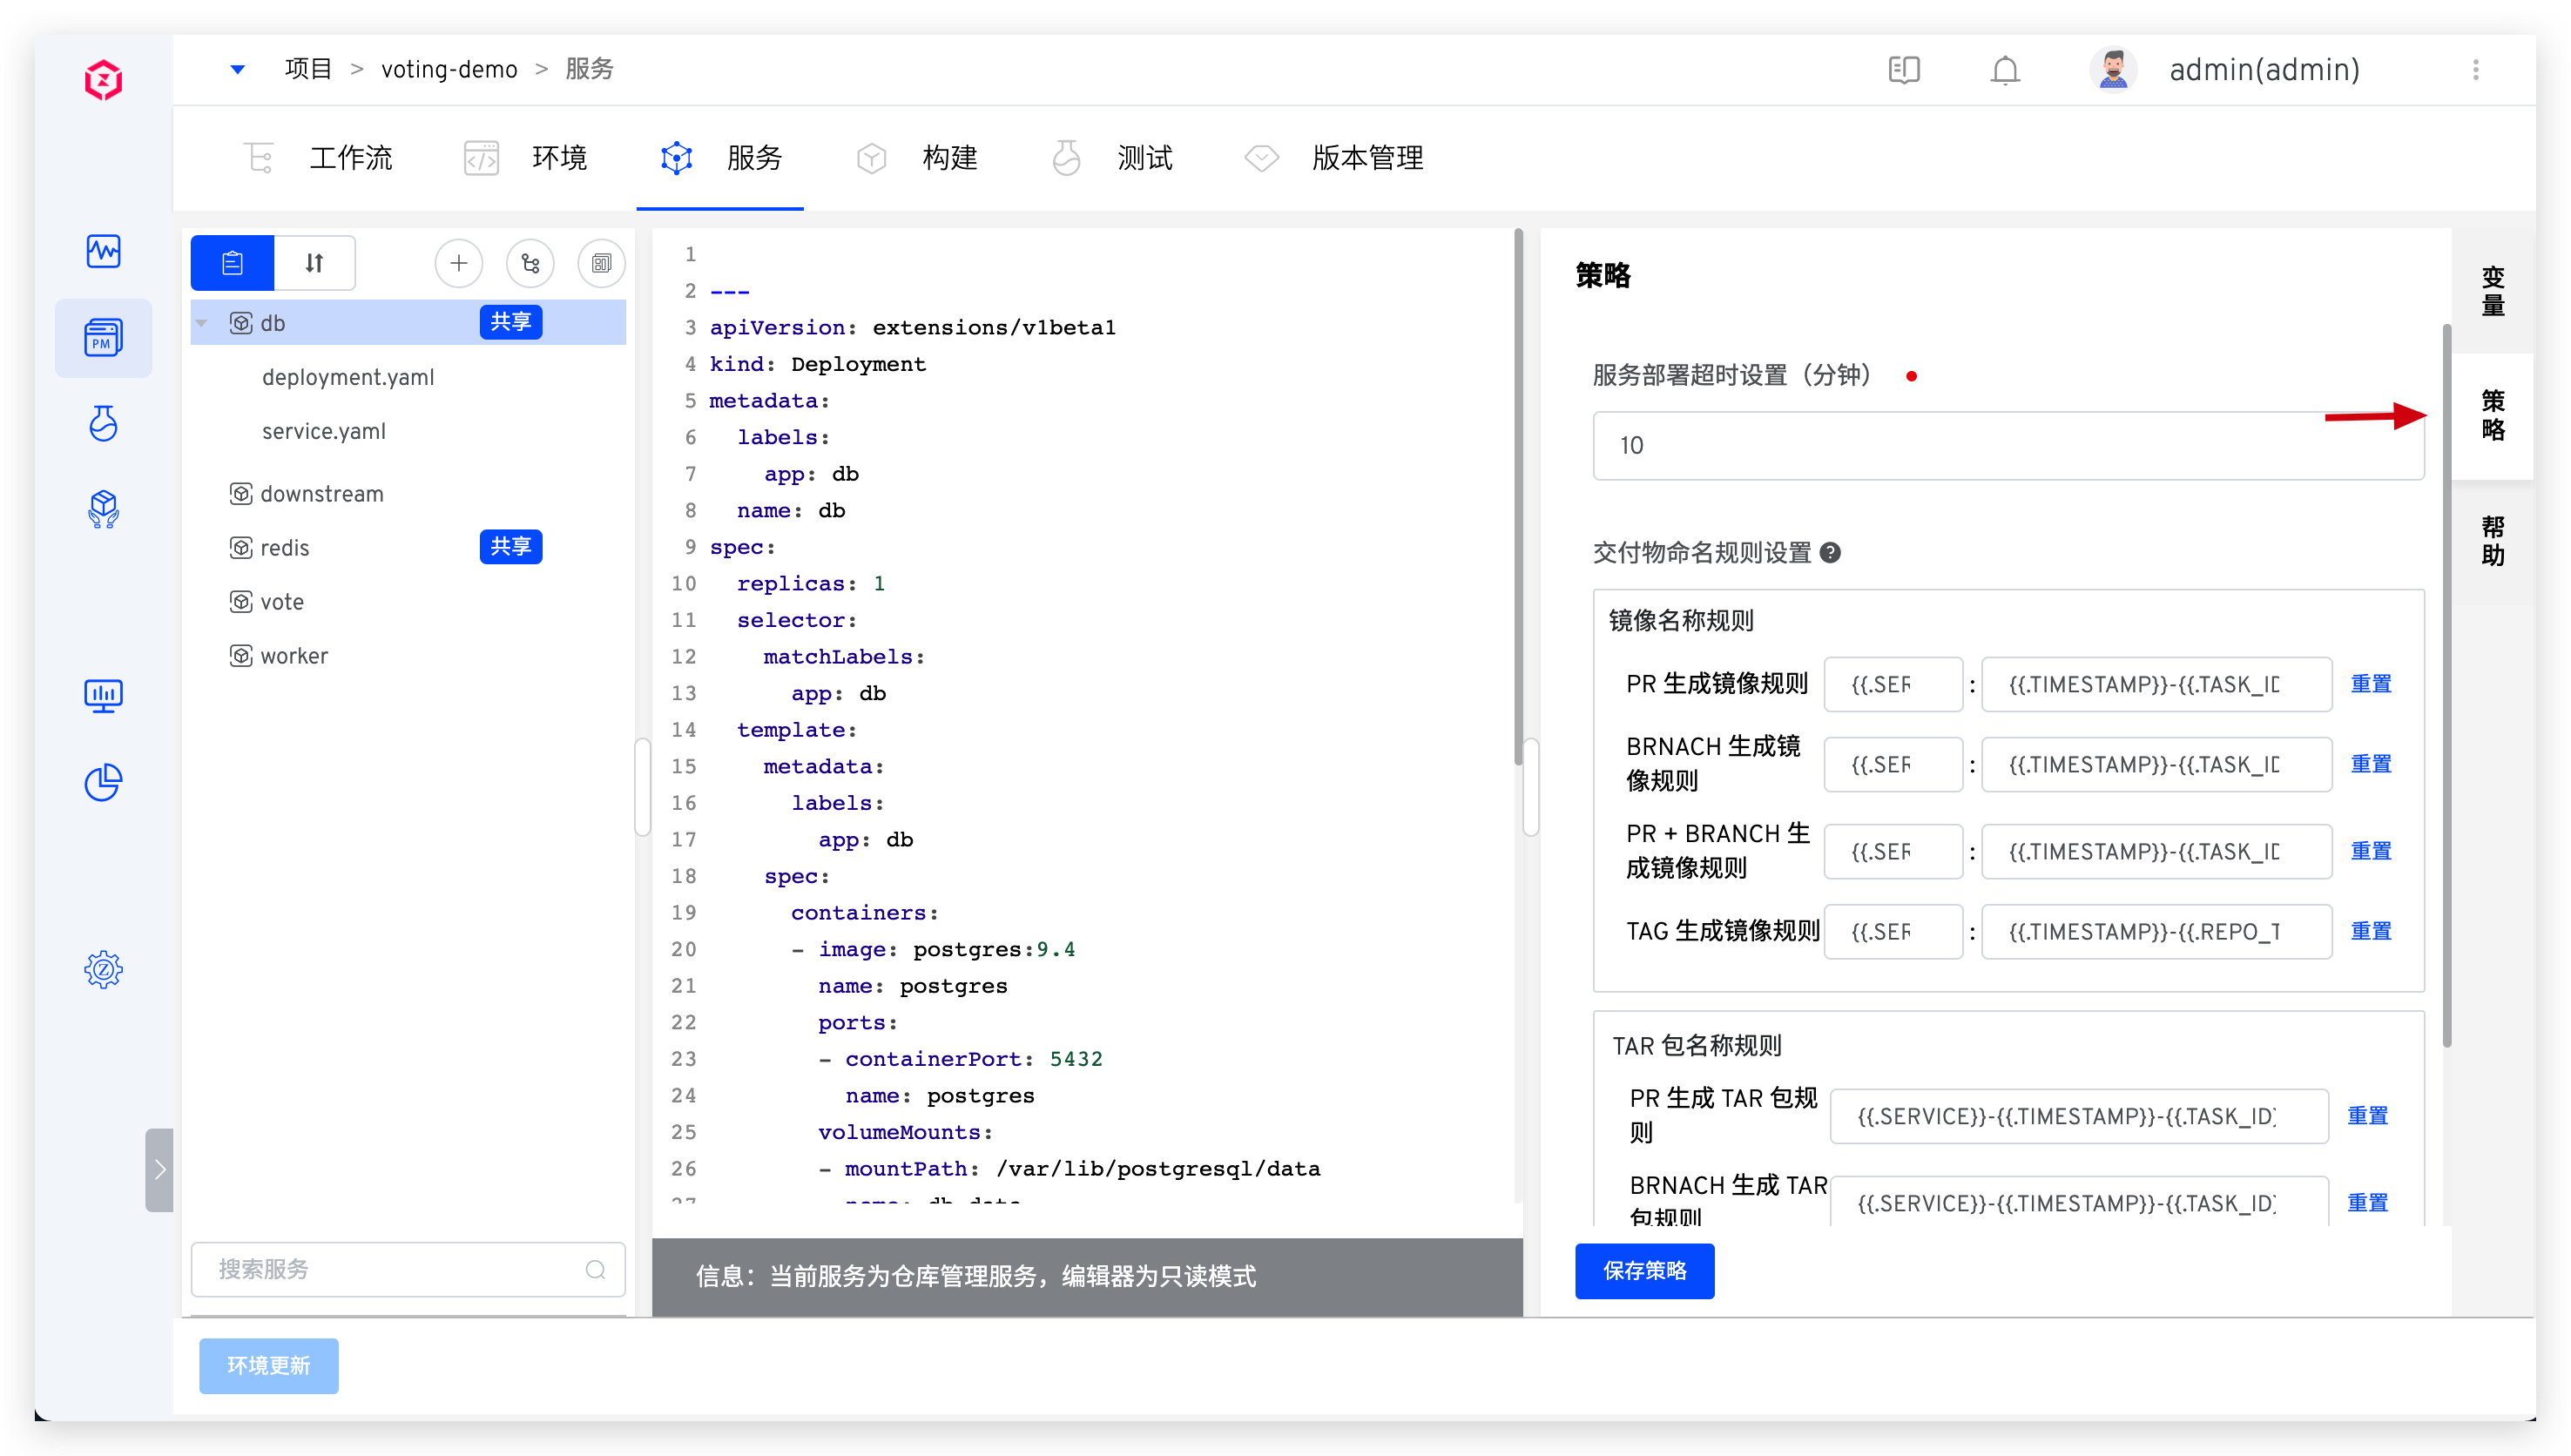 项目 > voting-demo > 服务
admin(admin)
工作流 环境 服务 构建 测试 版本管理
PM
db 共享
deployment.yaml
service.yaml
downstream
redis 共享
vote
worker
搜索服务
1
2 ---
3 apiVersion: extensions/v1beta1
4 kind: Deployment
5 metadata:
6 labels:
7 app: db
8 name: db
9 spec:
10 replicas: 1
11 selector:
12 matchLabels:
13 app: db
14 template:
15 metadata:
16 labels:
17 app: db
18 spec:
19 containers:
20 - image: postgres:9.4
21 name: postgres
22 ports:
23 - containerPort: 5432
24 name: postgres
25 volumeMounts:
26 - mountPath: /var/lib/postgresql/data
27 name: db-data
信息：当前服务为仓库管理服务，编辑器为只读模式
策略
服务部署超时设置（分钟）
10
交付物命名规则设置
镜像名称规则
PR 生成镜像规则 {{.SER : {{.TIMESTAMP}}-{{.TASK_ID 重置
BRNACH 生成镜
像规则 {{.SER : {{.TIMESTAMP}}-{{.TASK_ID 重置
PR + BRANCH 生
成镜像规则 {{.SER : {{.TIMESTAMP}}-{{.TASK_ID 重置
TAG 生成镜像规则 {{.SER : {{.TIMESTAMP}}-{{.REPO_T 重置
TAR 包名称规则
PR 生成 TAR 包规
则 {{.SERVICE}}-{{.TIMESTAMP}}-{{.TASK_ID} 重置
BRNACH 生成 TAR
包规则 {{.SERVICE}}-{{.TIMESTAMP}}-{{.TASK_ID} 重置
保存策略
变量
策略
帮助
环境更新